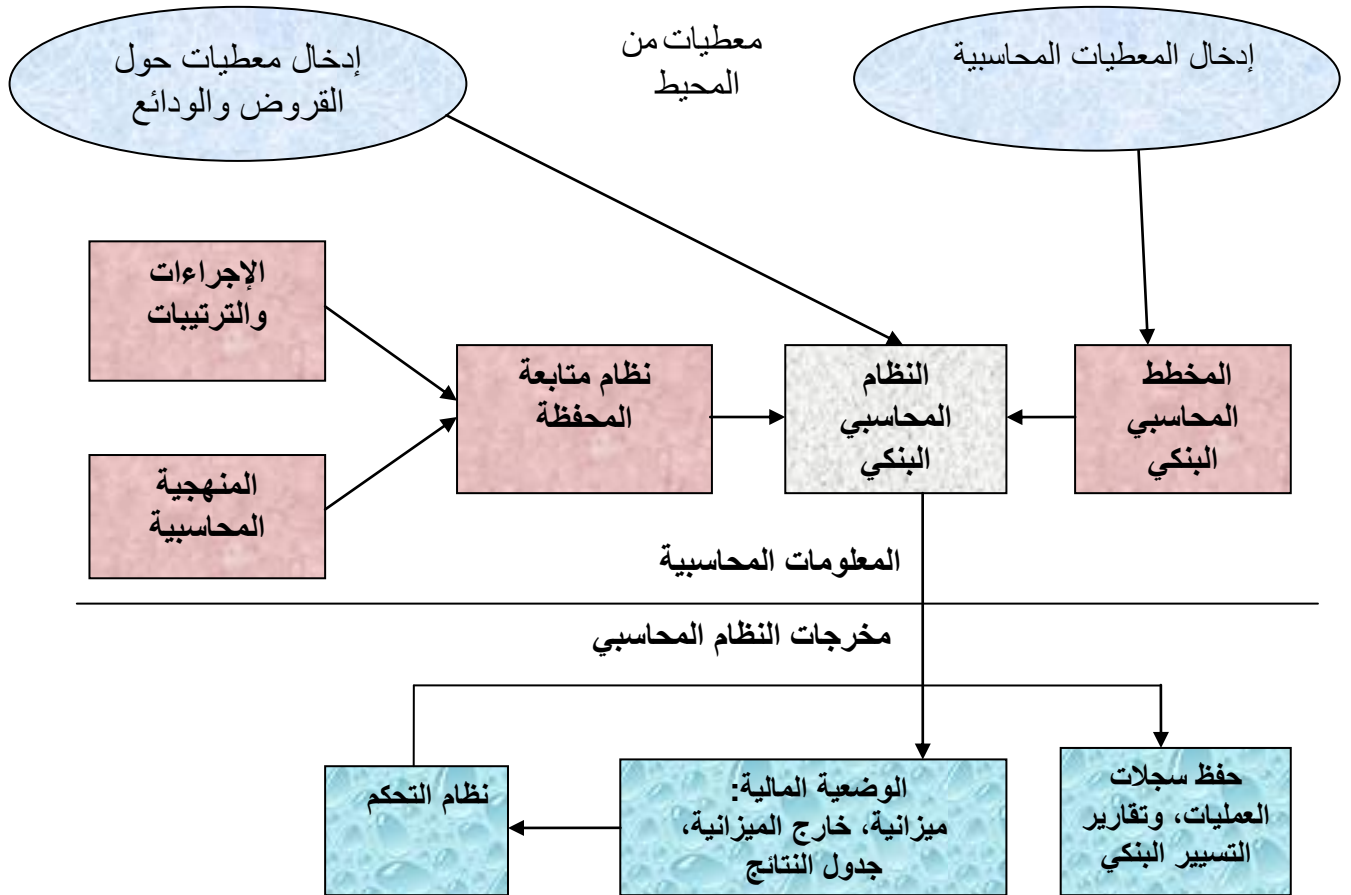 إدخال المعطيات المحاسبية
معطيات من
المحيط
إدخال معطيات حول
القروض والودائع
الإجراءات
والترتيبات
المخطط
المحاسبي
البنكي
النظام
المحاسبي
البنكي
نظام متابعة
المحفظة
المنهجية
المحاسبية
المعلومات المحاسبية
مخرجات النظام المحاسبي
حفظ سجلات
العمليات، وتقارير
التسيير البنكي
الوضعية المالية:
ميزانية، خارج الميزانية،
جدول النتائج
نظام التحكم